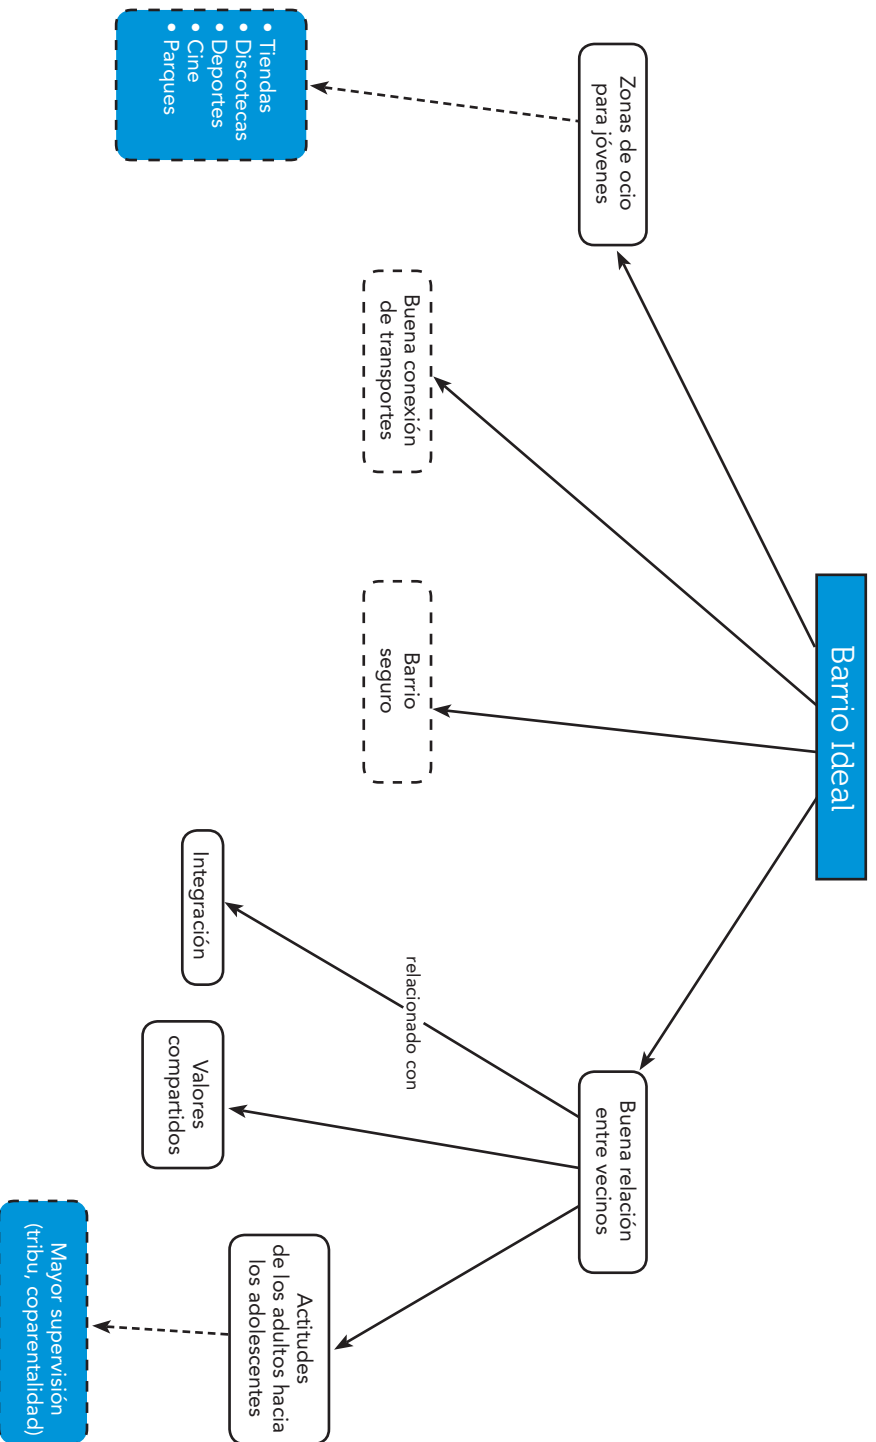 Barrio Ideal
Zonas de ocio
para jóvenes
Buena conexión
de transportes
Barrio
seguro
Buena relación
entre vecinos
• Tiendas
• Discotecas
• Deportes
• Cine
• Parques
relacionado con
Integración
Valores
compartidos
Actitudes
de los adultos hacia
los adolescentes
Mayor supervisión
(tribu, coparentalidad)